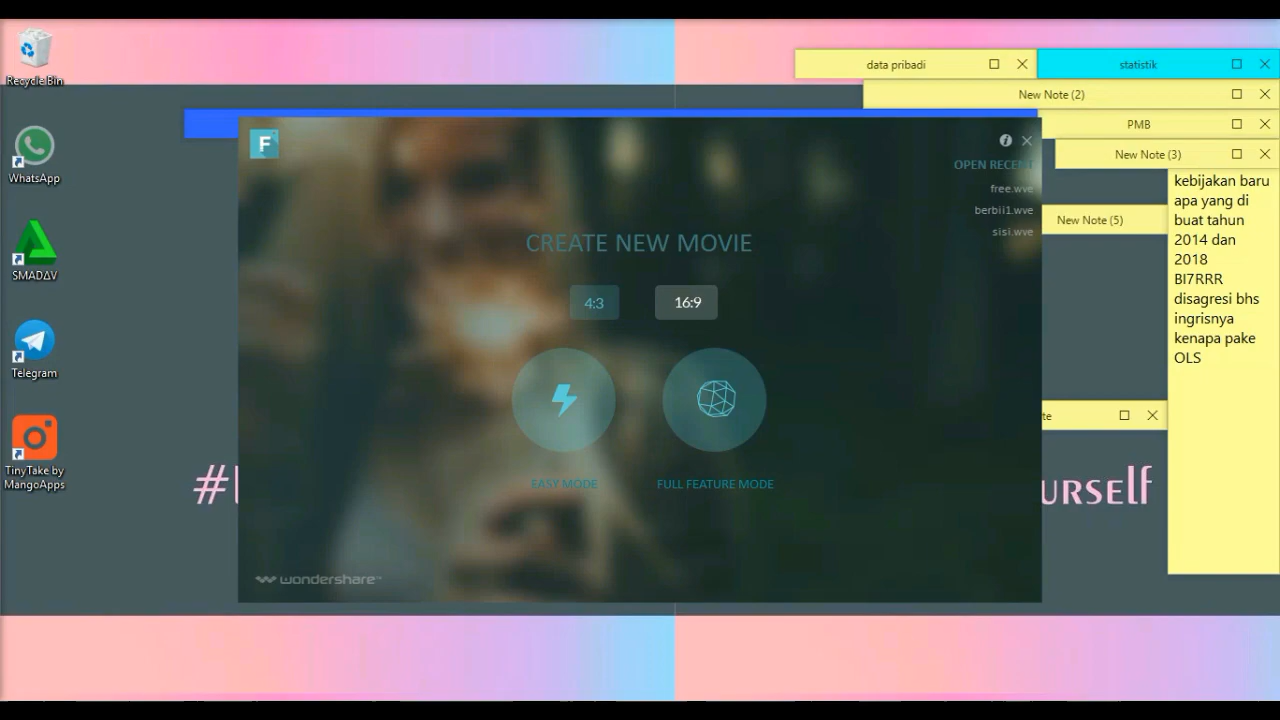 Recycle Bin
WhatsApp
SMADΔV
Telegram
TinyTake by
MangoApps
data pribadi
statistik
New Note (2)
PMB
New Note (3)
New Note (5)
kebijakan baru
apa yang di
buat tahun
2014 dan
2018
BI7RRR
disagresi bhs
ingrisnya
kenapa pake
OLS
F
OPEN RECENT
free.wve
berbii1.wve
sisi.wve
CREATE NEW MOVIE
4:3
16:9
EASY MODE
FULL FEATURE MODE
wondershare™